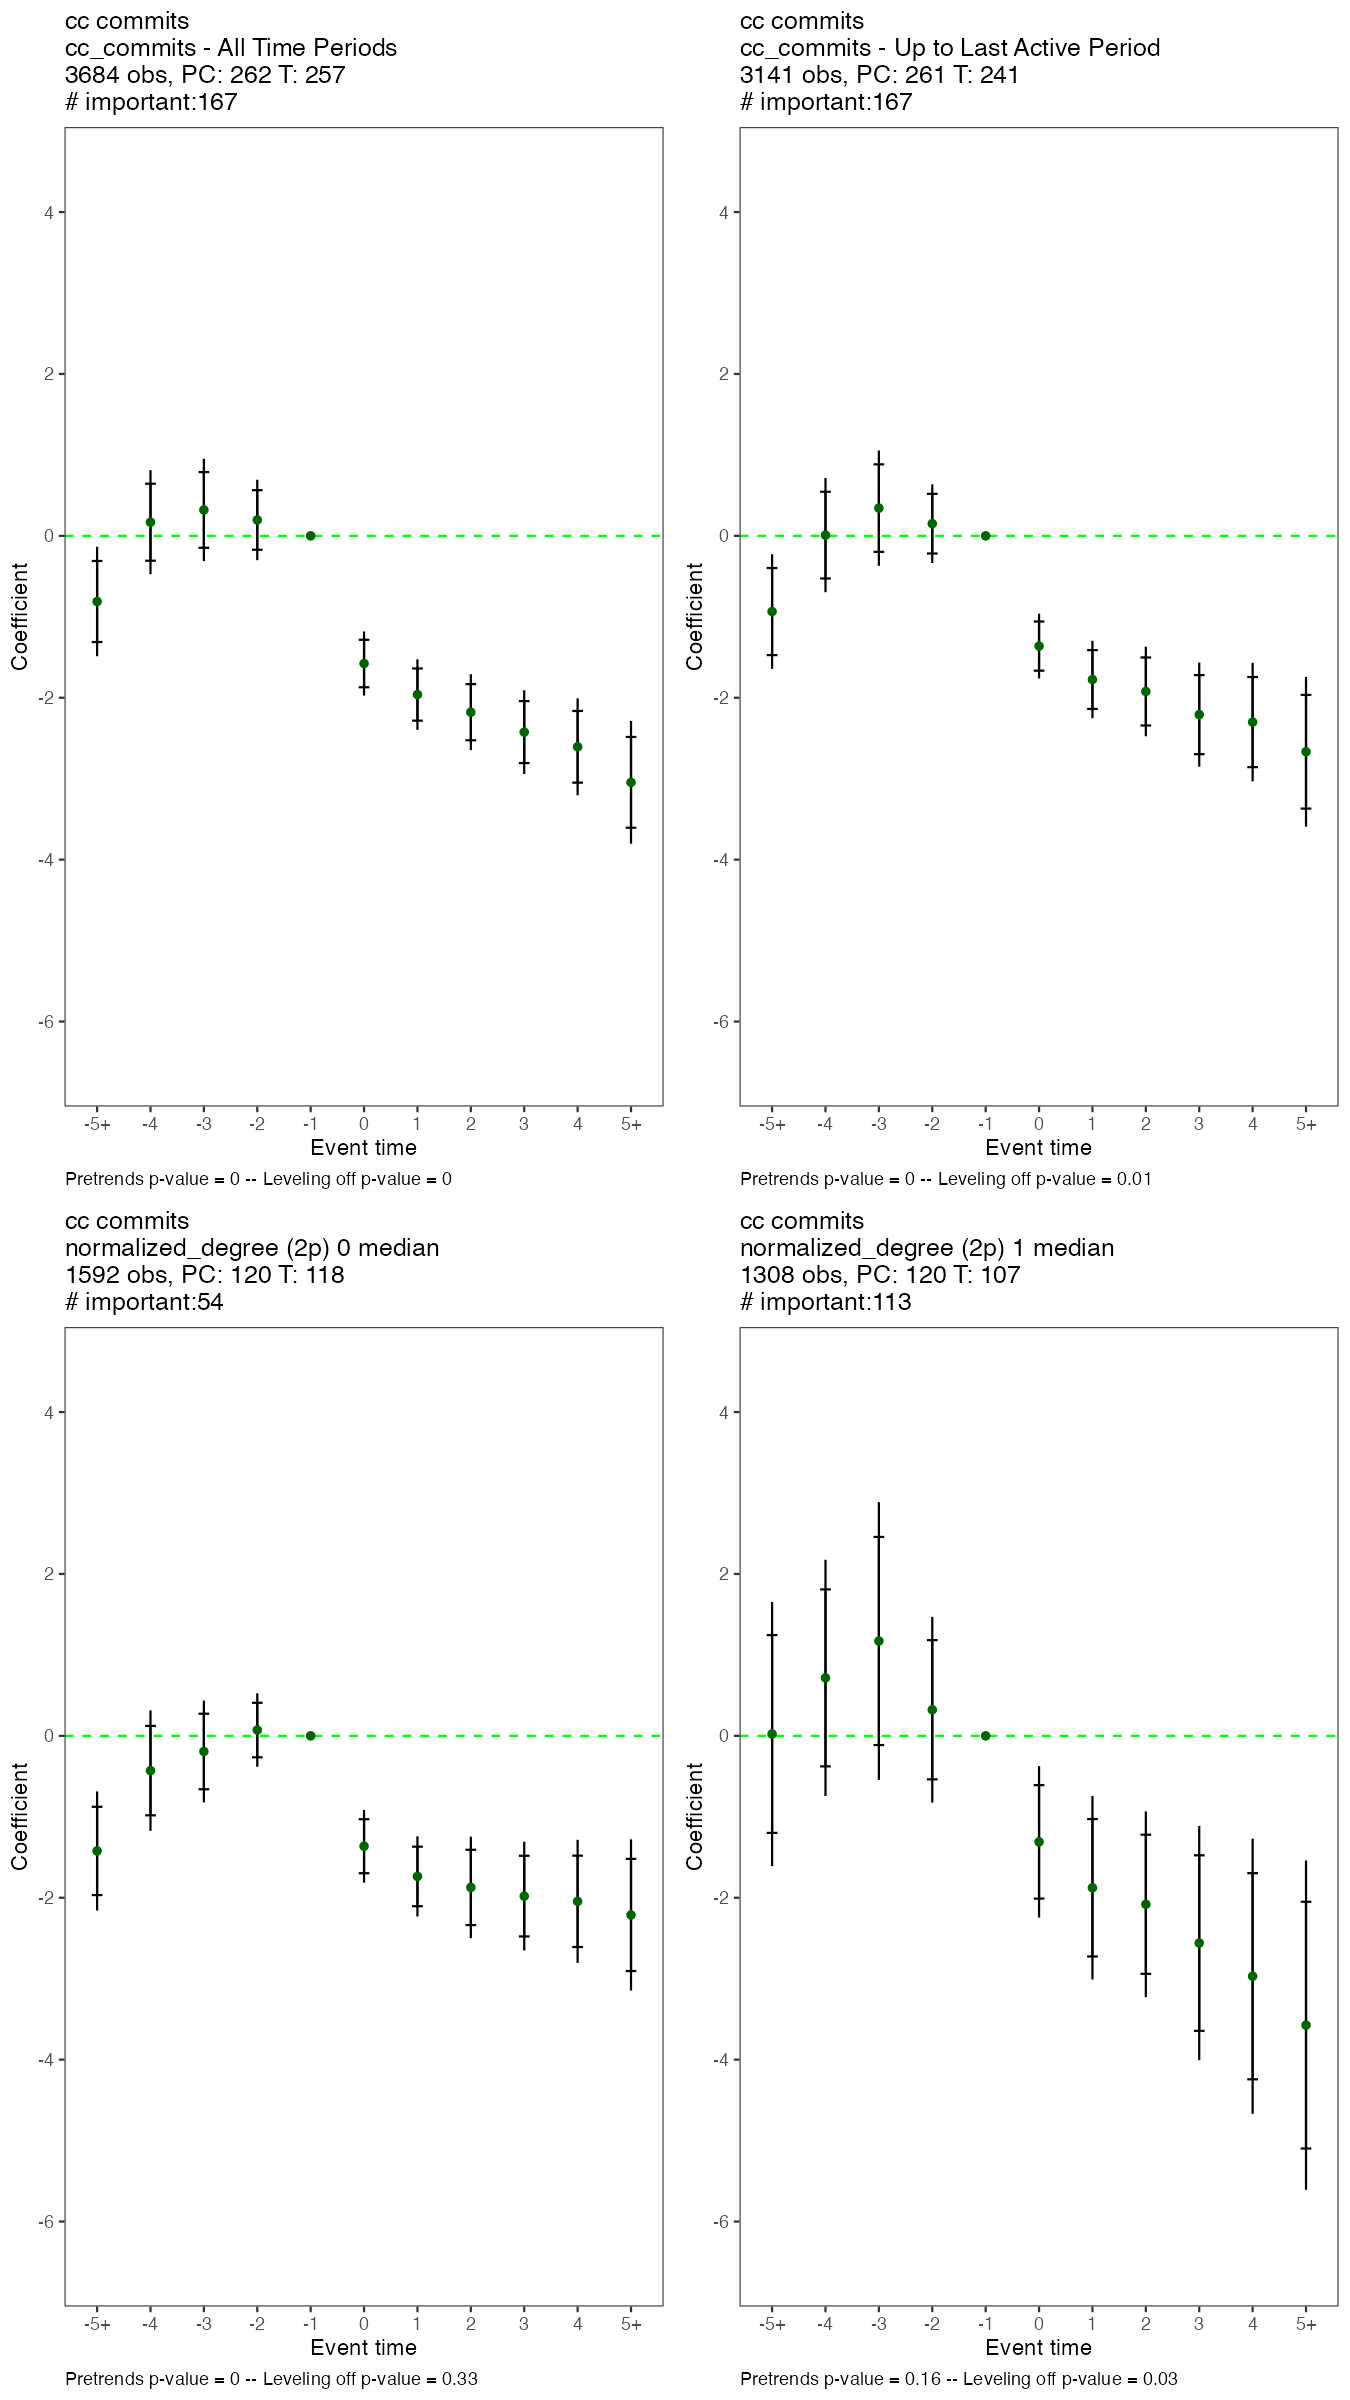 cc commits
cc_commits - All Time Periods
3684 obs, PC: 262 T: 257
# important:167
4
2
0
-2
-4
-6
Coefficient
-5+ -4 -3 -2 -1 0 1 2 3 4 5+
Event time
Pretrends p-value = 0 -- Leveling off p-value = 0
cc commits
cc_commits - Up to Last Active Period
3141 obs, PC: 261 T: 241
# important:167
4
2
0
-2
-4
-6
Coefficient
-5+ -4 -3 -2 -1 0 1 2 3 4 5+
Event time
Pretrends p-value = 0 -- Leveling off p-value = 0.01
cc commits
normalized_degree (2p) 0 median
1592 obs, PC: 120 T: 118
# important:54
4
2
0
-2
-4
-6
Coefficient
-5+ -4 -3 -2 -1 0 1 2 3 4 5+
Event time
Pretrends p-value = 0 -- Leveling off p-value = 0.33
cc commits
normalized_degree (2p) 1 median
1308 obs, PC: 120 T: 107
# important:113
4
2
0
-2
-4
-6
Coefficient
-5+ -4 -3 -2 -1 0 1 2 3 4 5+
Event time
Pretrends p-value = 0.16 -- Leveling off p-value = 0.03